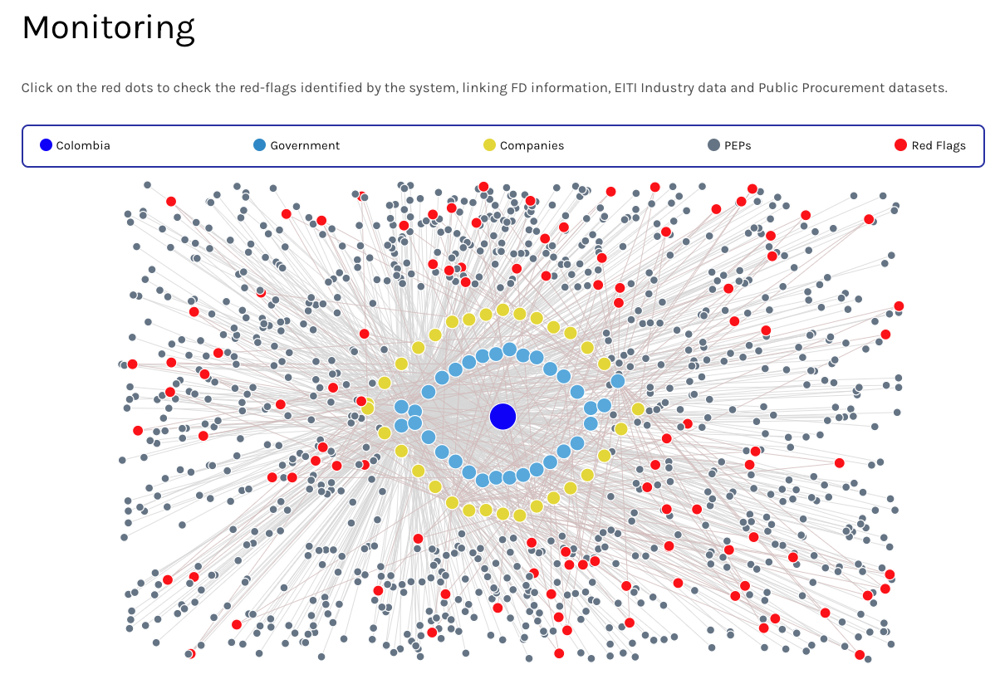 Monitoring
Click on the red dots to check the red-flags identified by the system, linking FD information, EITI Industry data and Public Procurement datasets.
Colombia Government Companies PEPs Red Flags